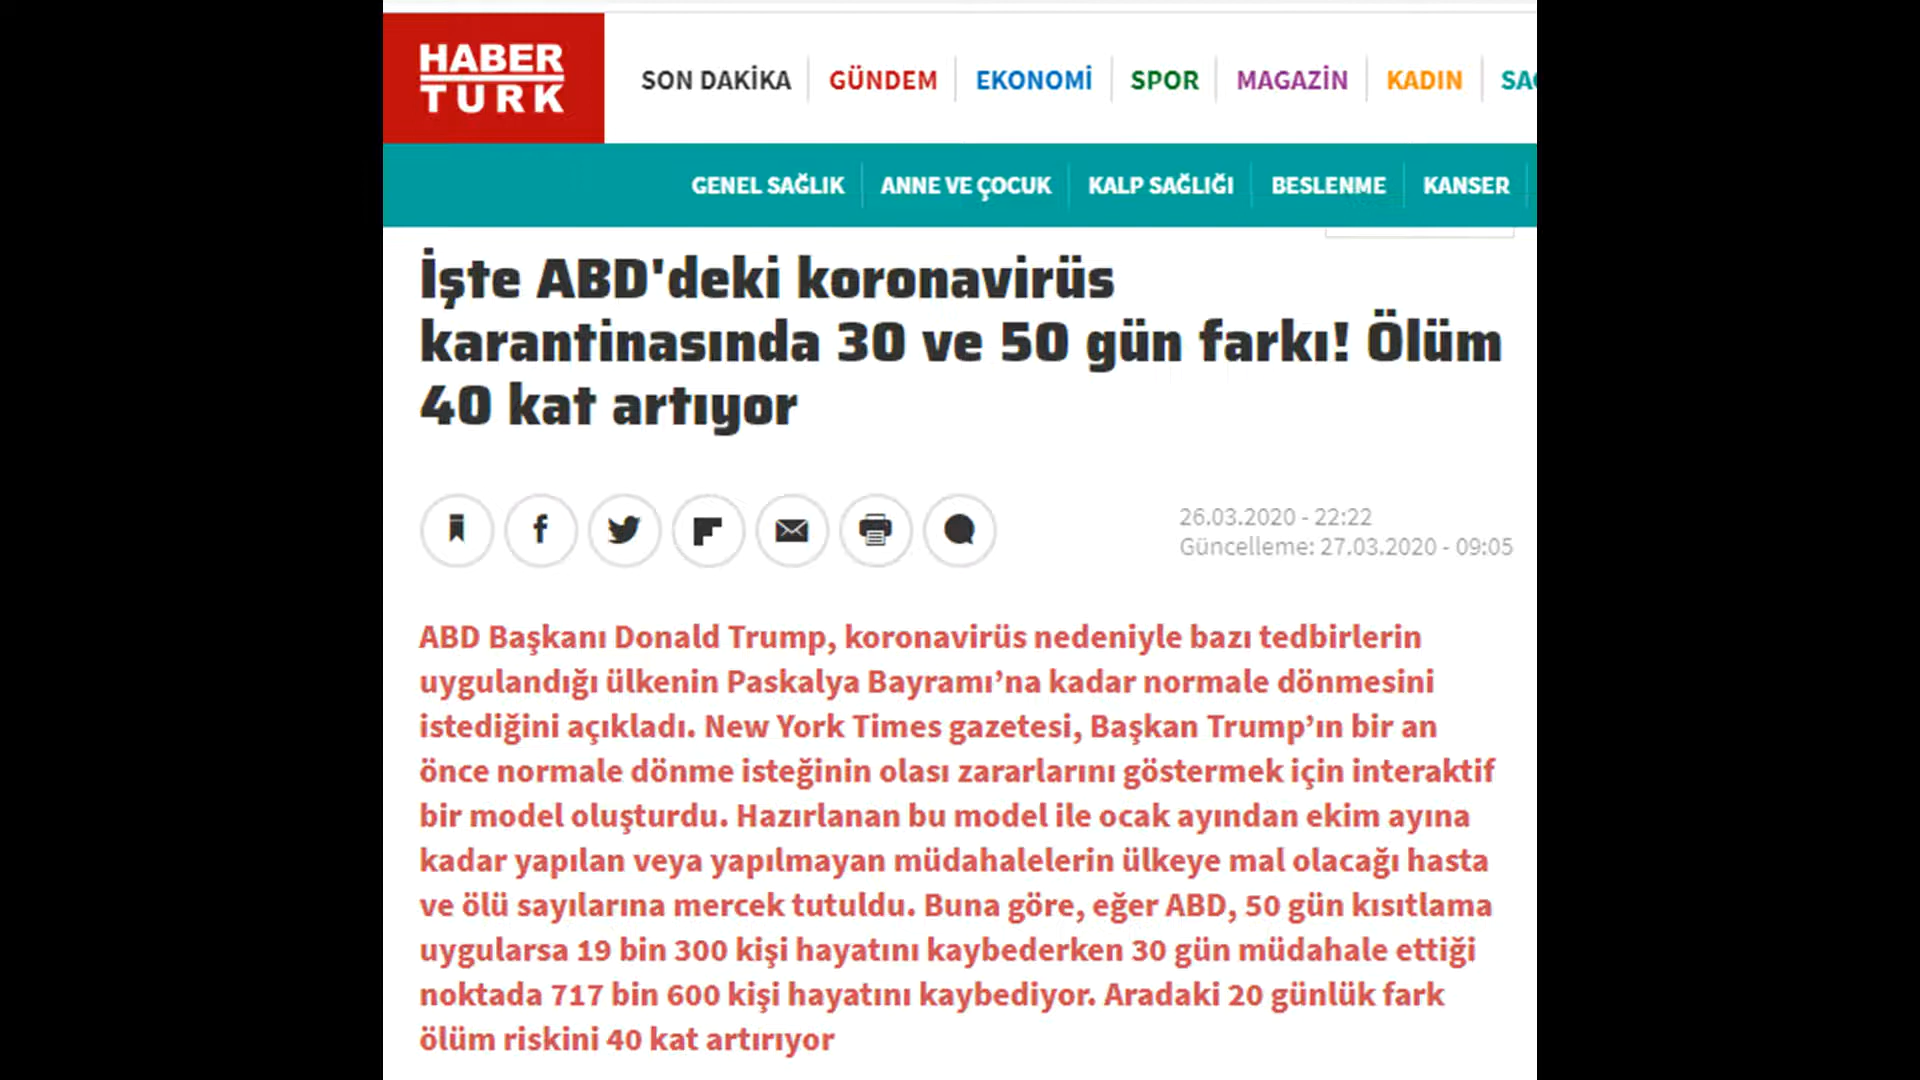 HABER
TURK
SON DAKİKA GÜNDEM EKONOMİ SPOR MAGAZİN KADIN
GENEL SAĞLIK ANNE VE ÇOCUK KALP SAĞLIĞI BESLENME KANSER
İşte ABD'deki koronavirüs
karantinasında 30 ve 50 gün farkı! Ölüm
40 kat artıyor
26.03.2020 - 22:22
Güncelleme: 27.03.2020 - 09:05
ABD Başkanı Donald Trump, koronavirüs nedeniyle bazı tedbirlerin
uygulandığı ülkenin Paskalya Bayramı’na kadar normale dönmesini
istediğini açıkladı. New York Times gazetesi, Başkan Trump’ın bir an
önce normale dönme isteğinin olası zararlarını göstermek için interaktif
bir model oluşturdu. Hazırlanan bu model ile ocak ayından ekim ayına
kadar yapılan veya yapılmayan müdahalelerin ülkeye mal olacağı hasta
ve ölü sayılarına mercek tutuldu. Buna göre, eğer ABD, 50 gün kısıtlama
uygularsa 19 bin 300 kişi hayatını kaybederken 30 gün müdahale ettiği
noktada 717 bin 600 kişi hayatını kaybediyor. Aradaki 20 günlük fark
ölüm riskini 40 kat artırıyor